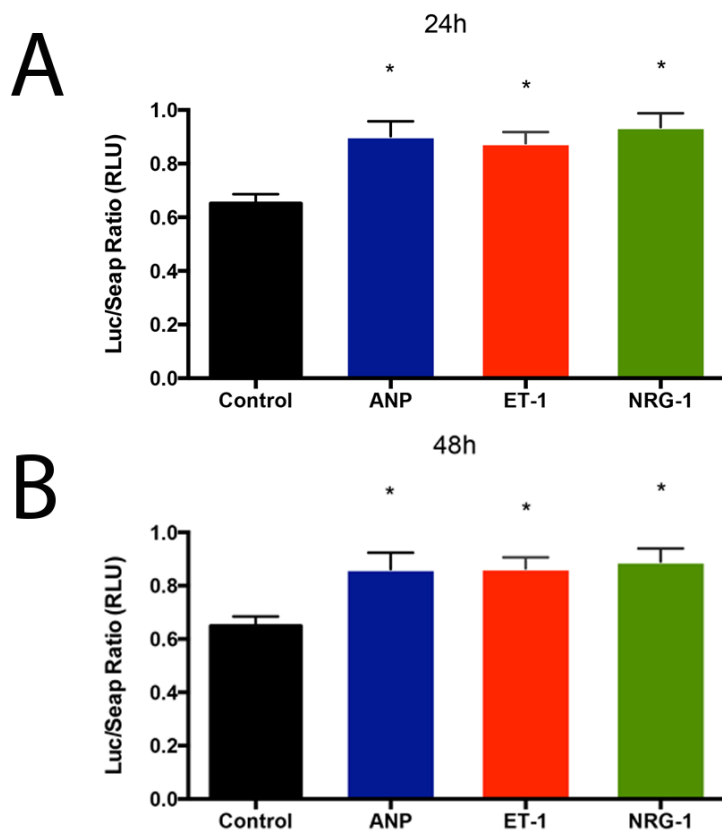 A
24h
* * *
Luc/Seap Ratio (RLU)
1.0
0.8
0.6
0.4
0.2
0.0
Control ANP ET-1 NRG-1
B
48h
* * *
Luc/Seap Ratio (RLU)
1.0
0.8
0.6
0.4
0.2
0.0
Control ANP ET-1 NRG-1